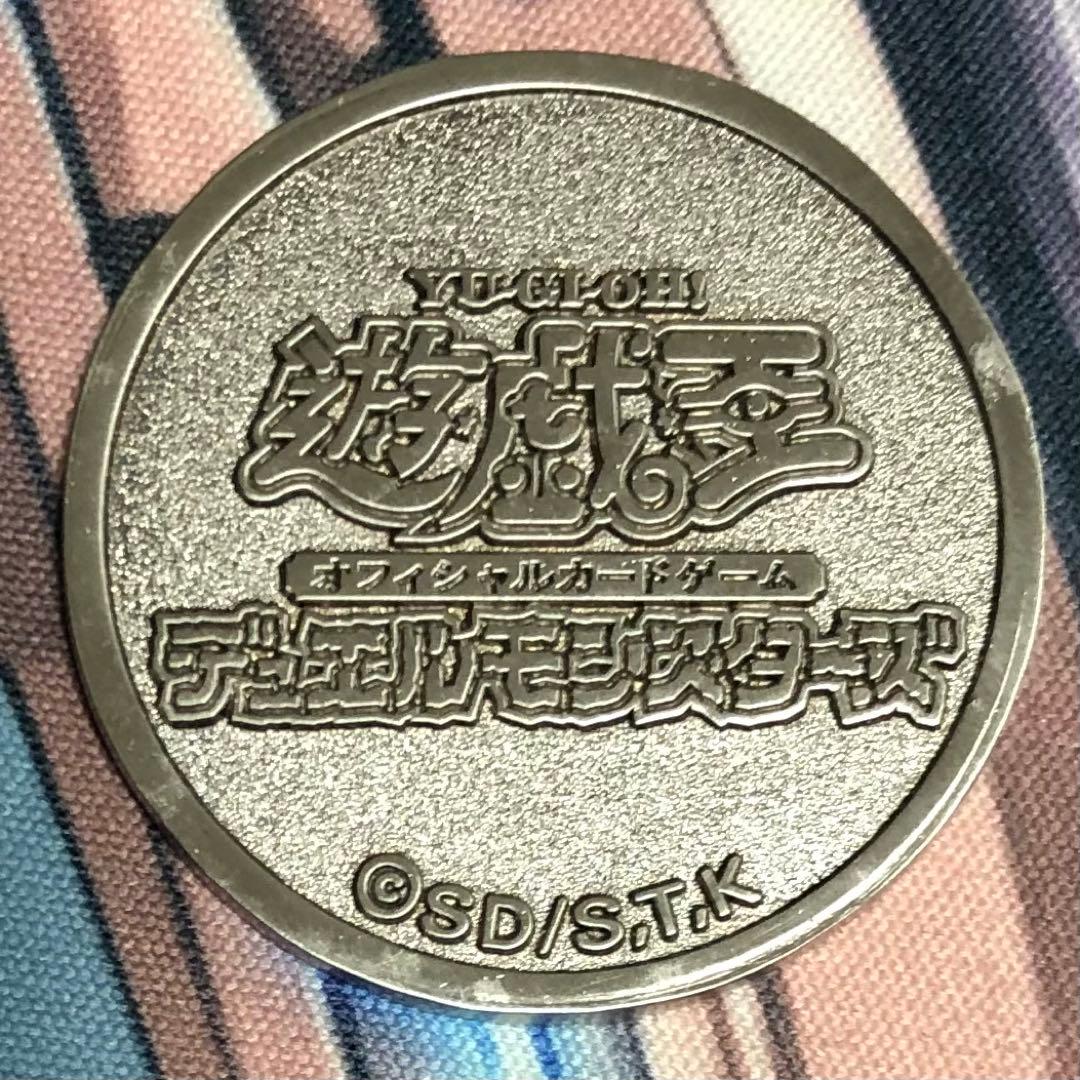 YU-GI-OH!
遊戯王
オフィシャルカードゲーム
デュエルモンスターズ
©SD/S.T.K